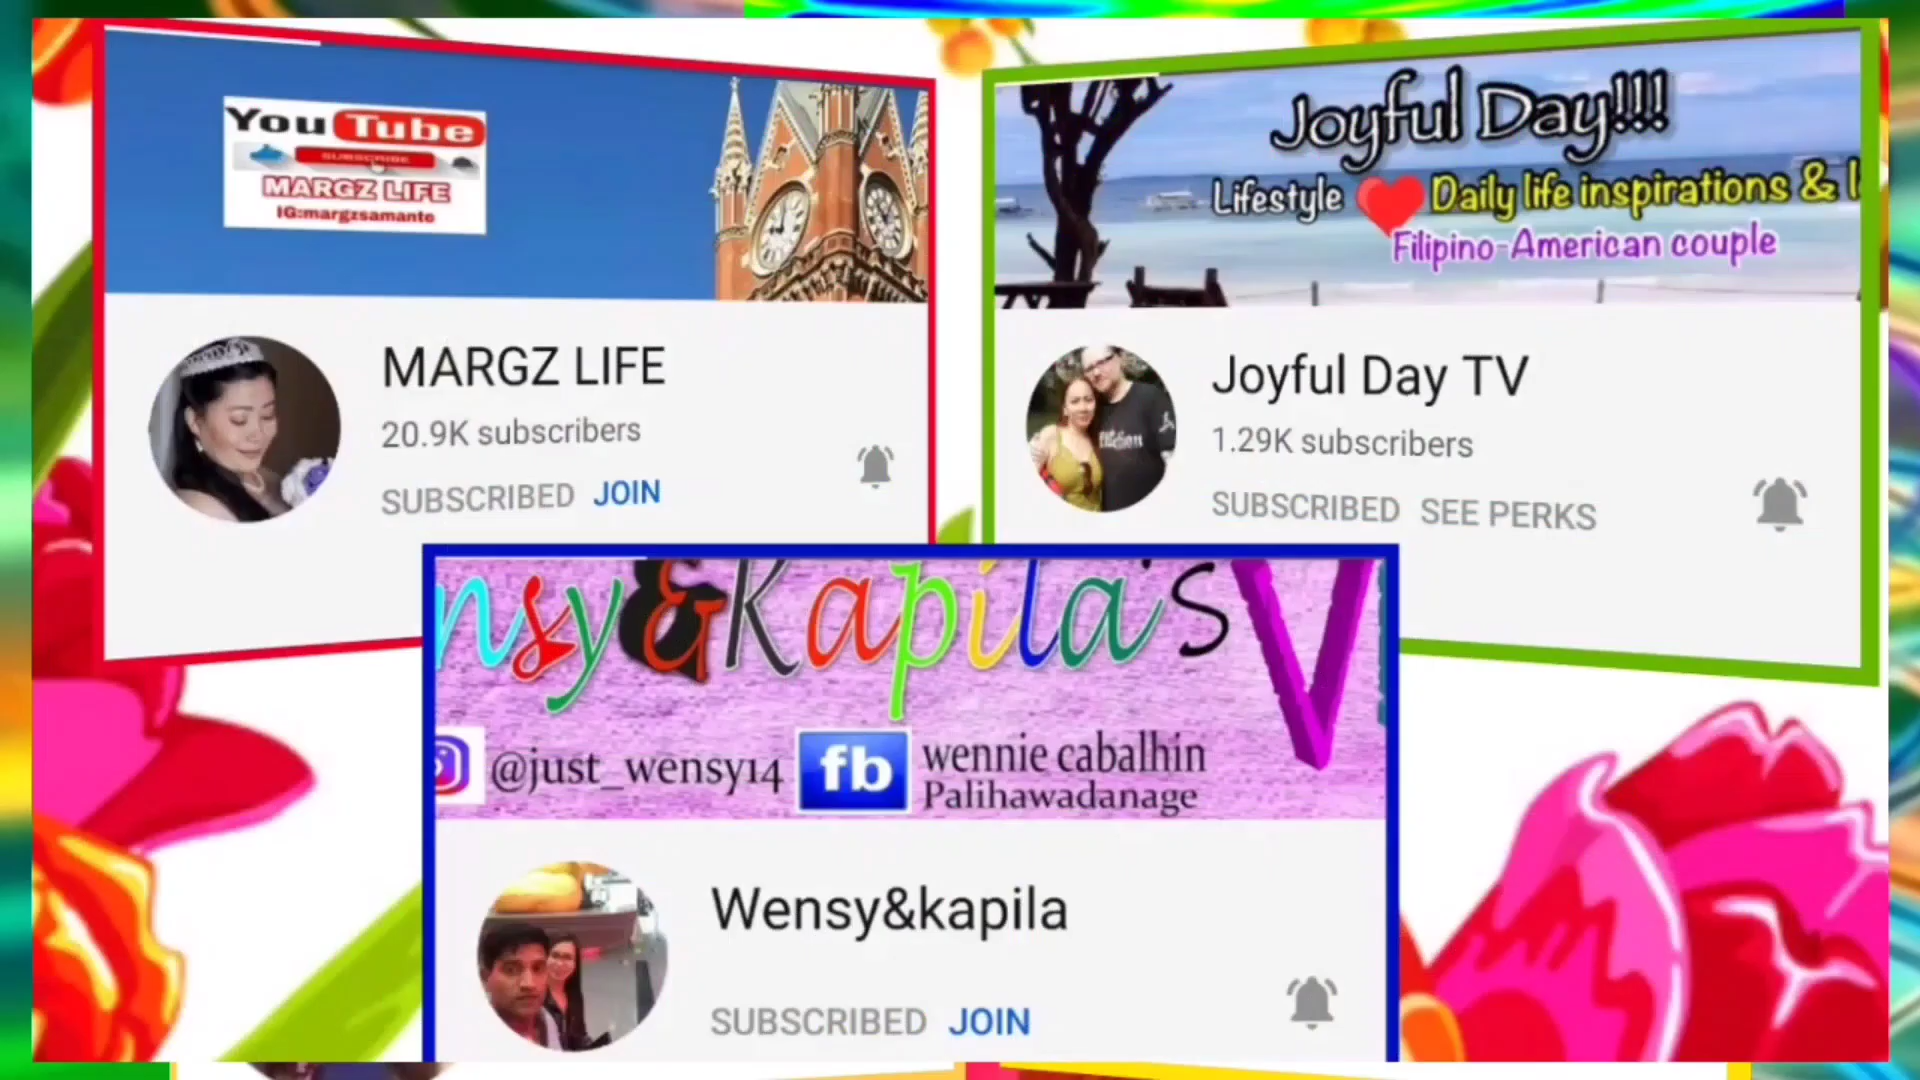 YouTube
SUBSCRIBE
MARGZ LIFE
IG:margzsamante
MARGZ LIFE
20.9K subscribers
SUBSCRIBED JOIN
Joyful Day!!!
Lifestyle Daily life inspirations &
Filipino-American couple
Joyful Day TV
1.29K subscribers
SUBSCRIBED SEE PERKS
nsy&Kapila's V
@just_wensy14 fb wennie cabalhin
Palihawadanage
Wensy&kapila
SUBSCRIBED JOIN